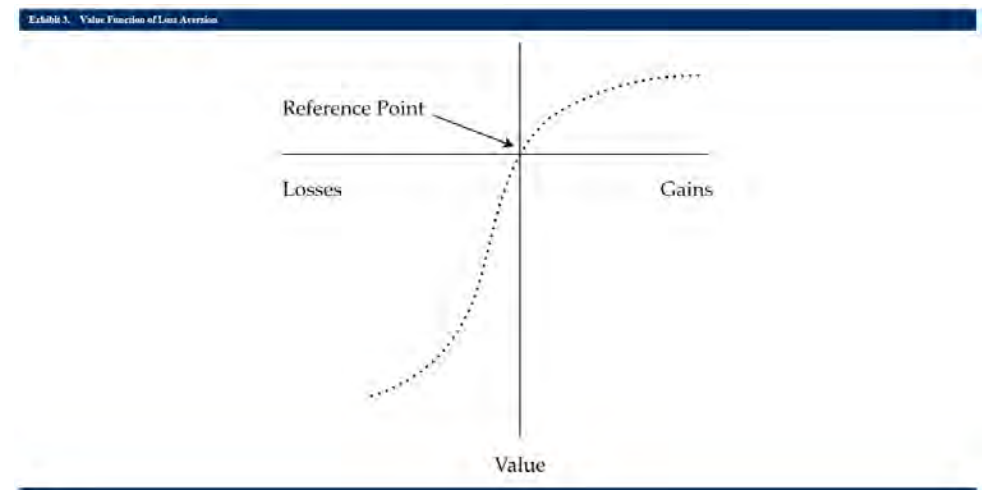 Exhibit 3. Value Function of Loss Aversion
Reference Point
Losses
Gains
Value